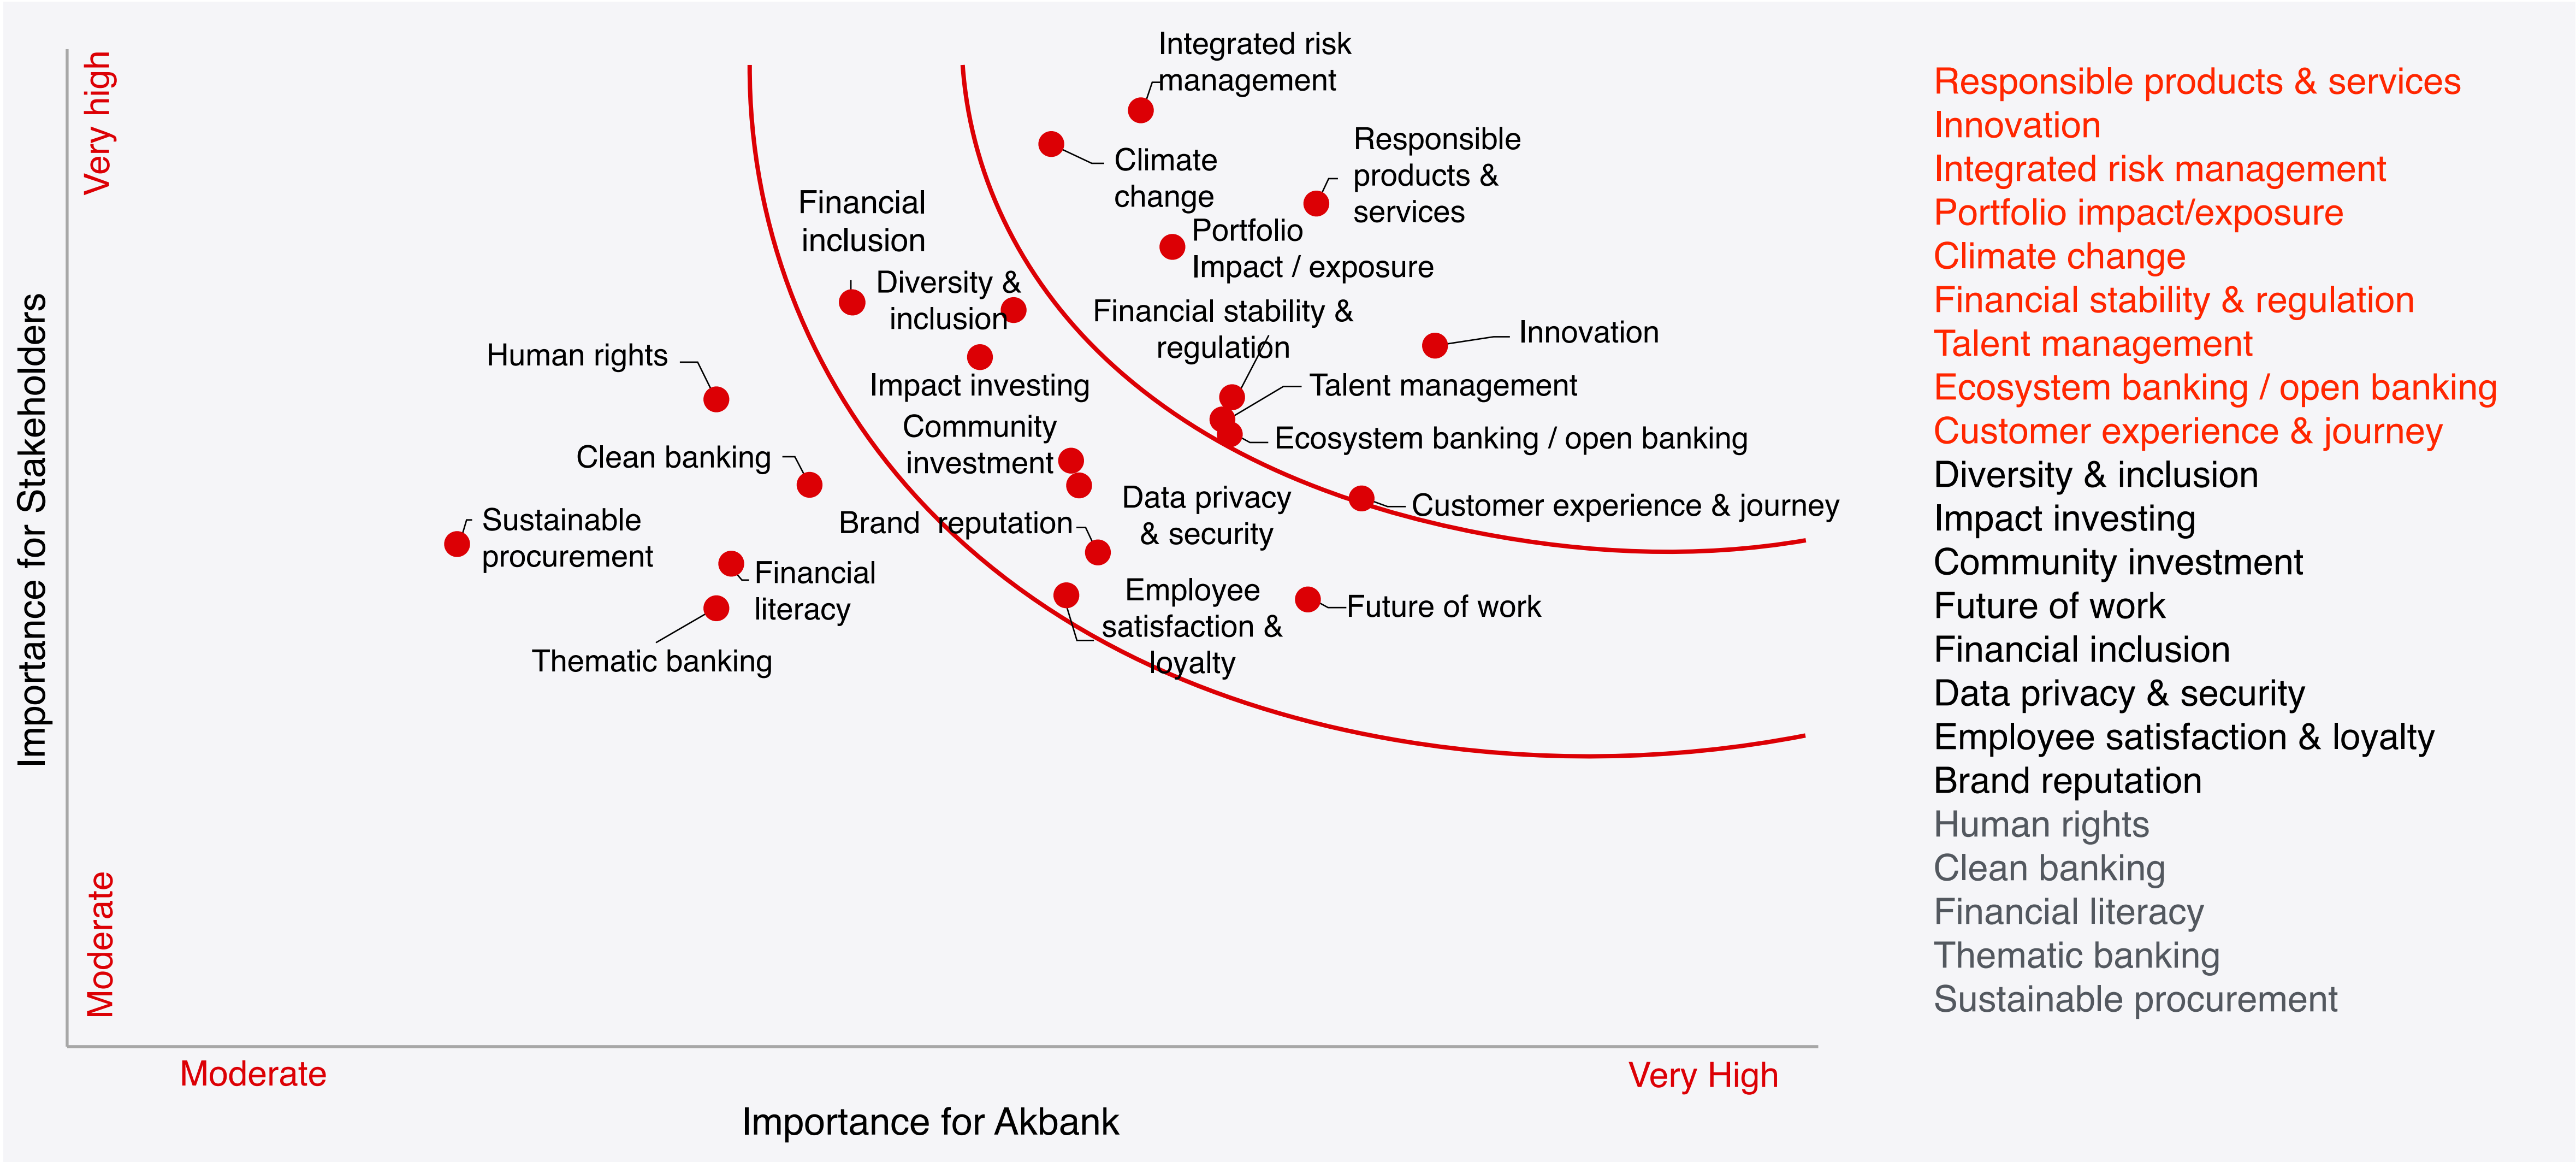 Integrated risk
management
Very high
Climate
change
Responsible
products &
services
Financial
inclusion
Portfolio
Impact / exposure
Diversity &
inclusion
Financial stability &
regulation
Innovation
Human rights
Impact investing
Talent management
Community
investment
Ecosystem banking / open banking
Clean banking
Data privacy
& security
Customer experience & journey
Brand reputation
Sustainable
procurement
Financial
literacy
Employee
satisfaction &
loyalty
Future of work
Thematic banking
Importance for Stakeholders
Moderate
Moderate
Very High
Importance for Akbank
Responsible products & services
Innovation
Integrated risk management
Portfolio impact/exposure
Climate change
Financial stability & regulation
Talent management
Ecosystem banking / open banking
Customer experience & journey
Diversity & inclusion
Impact investing
Community investment
Future of work
Financial inclusion
Data privacy & security
Employee satisfaction & loyalty
Brand reputation
Human rights
Clean banking
Financial literacy
Thematic banking
Sustainable procurement